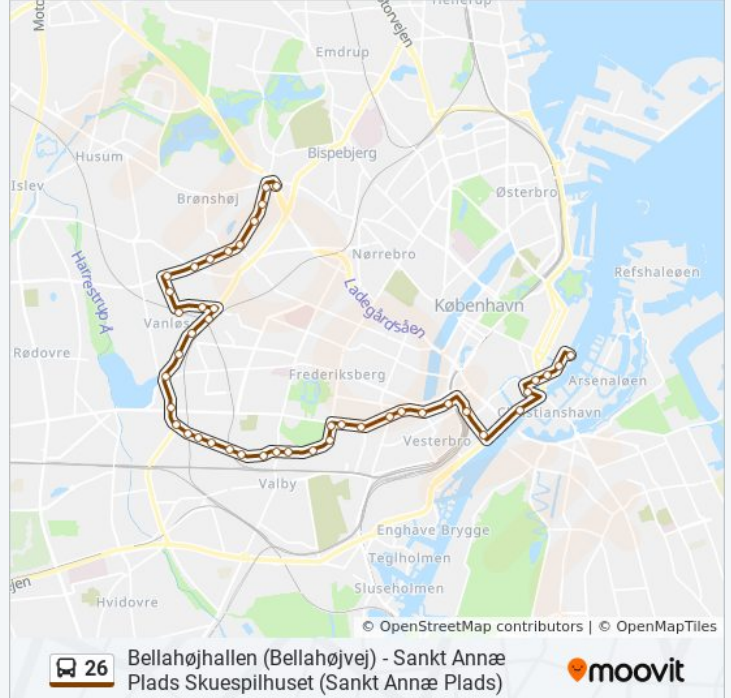 Hellerup
Motorvejen
Emdrup
Husum
Bispebjerg
Islev
Brønshøj
Østerbro
Nørrebro
Refshaleøen
Harrestrup Å
Ladegårdsåen
København
Vanløse
Rødovre
Frederiksberg
Arsenaløen
Christianshavn
Vesterbro
Valby
Enghave Brygge
Teglholmen
Sluseholmen
Hvidovre
© OpenStreetMap contributors | © OpenMapTiles
26
Bellahøjhallen (Bellahøjvej) - Sankt Annæ
Plads Skuespilhuset (Sankt Annæ Plads)
moovit